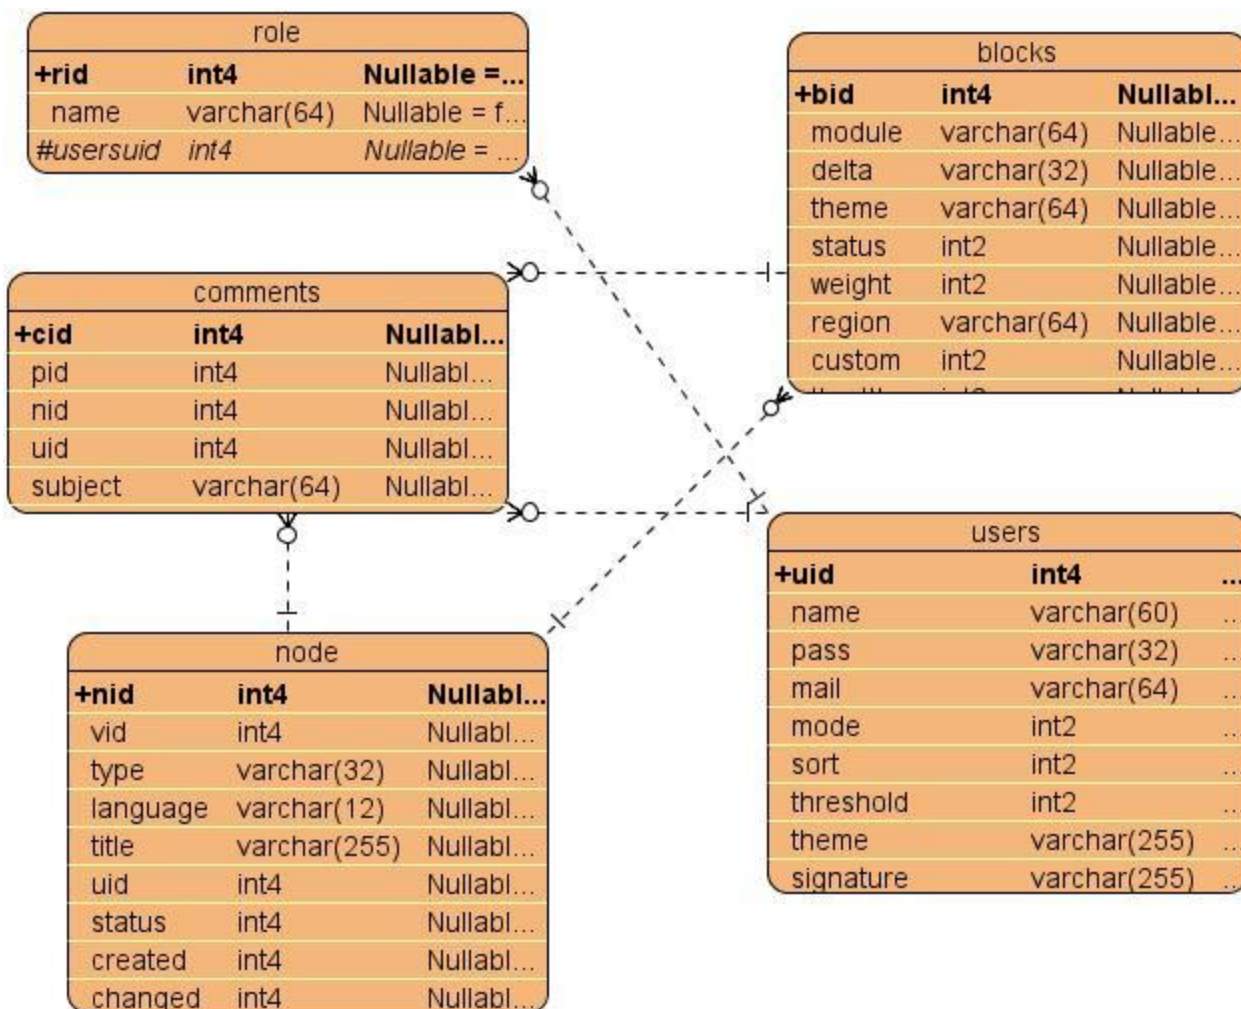 role
+rid int4 Nullable =...
name varchar(64) Nullable = f...
#usersuid int4 Nullable = ...
blocks
+bid int4 Nullabl...
module varchar(64) Nullable...
delta varchar(32) Nullable...
theme varchar(64) Nullable...
status int2 Nullable...
weight int2 Nullable...
region varchar(64) Nullable...
custom int2 Nullable...
comments
+cid int4 Nullabl...
pid int4 Nullabl...
nid int4 Nullabl...
uid int4 Nullabl...
subject varchar(64) Nullabl...
users
+uid int4 ...
name varchar(60) ..
pass varchar(32) ..
mail varchar(64) ..
mode int2 ..
sort int2 ..
threshold int2 ..
theme varchar(255) ..
signature varchar(255) ..
node
+nid int4 Nullabl...
vid int4 Nullabl...
type varchar(32) Nullabl...
language varchar(12) Nullabl...
title varchar(255) Nullabl...
uid int4 Nullabl...
status int4 Nullabl...
created int4 Nullabl...
changed int4 Nullabl...